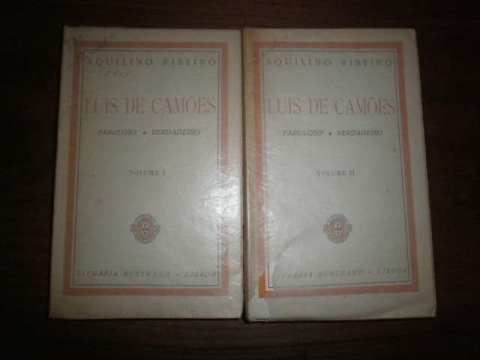 AQUILINO RIBEIRO
LUIS DE CAMÕES
FABULOSO * VERDADEIRO
VOLUME I
LIVRARIA BERTRAND - LISBOA
AQUILINO RIBEIRO
LUIS DE CAMÕES
FABULOSO * VERDADEIRO
VOLUME II
LIVRARIA BERTRAND - LISBOA